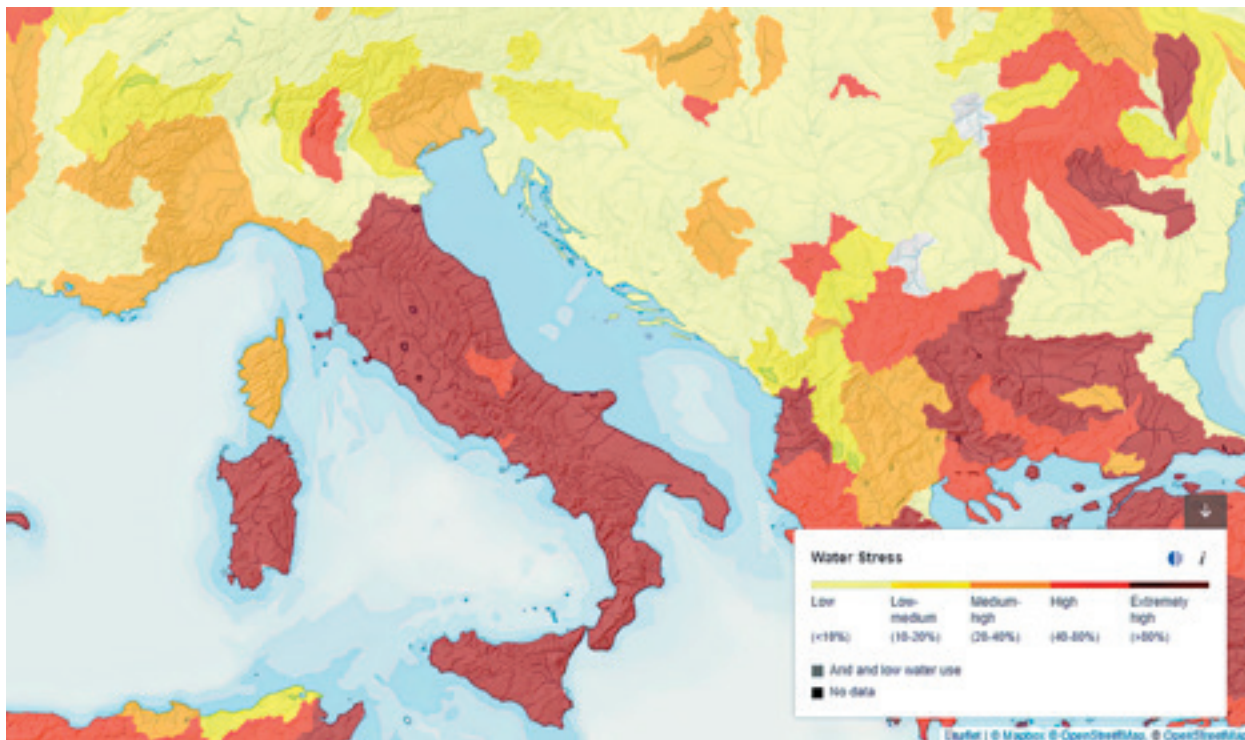 Water Stress
i
Low
Low-
medium
Medium-
high
High
Extremely
high
(<10%)
(10-20%)
(20-40%)
(40-80%)
(>80%)
Arid and low water use
No data
Leaflet | © Mapbox © OpenStreetMap, © OpenStreetMap